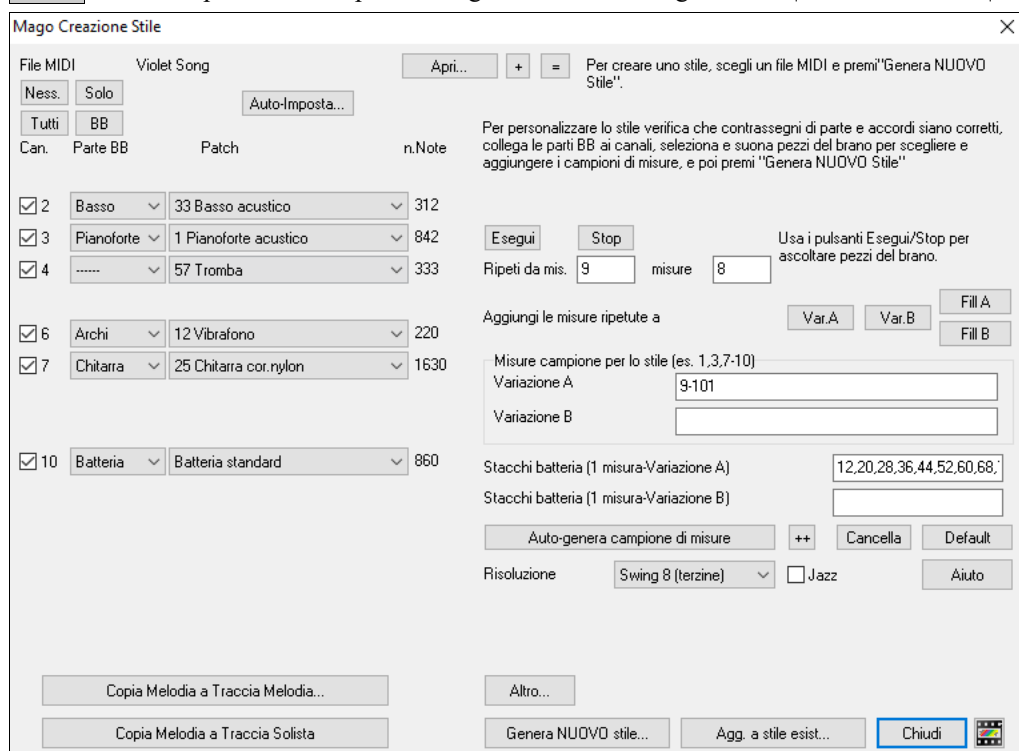 Mago Creazione Stile
File MIDI Violet Song Apri... + = Per creare uno stile, scegli un file MIDI e premi"Genera NUOVO
Stile".
Ness. Solo
Auto-Imposta...
Tutti BB
Per personalizzare lo stile verifica che contrassegni di parte e accordi siano corretti,
collega le parti BB ai canali, seleziona e suona pezzi del brano per scegliere e
aggiungere i campioni di misure, e poi premi "Genera NUOVO Stile"
Can. Parte BB Patch n.Note
2 Basso 33 Basso acustico 312
3 Pianoforte 1 Pianoforte acustico 842
Esegui Stop Usa i pulsanti Esegui/Stop per
ascoltare pezzi del brano.
4 ------ 57 Tromba 333
Ripeti da mis. 9 misure 8
Aggiungi le misure ripetute a Var.A Var.B Fill A
Fill B
6 Archi 12 Vibrafono 220
7 Chitarra 25 Chitarra cor.nylon 1630
Misure campione per lo stile (es. 1,3,7-10)
Variazione A 9-101
Variazione B
10 Batteria Batteria standard 860
Stacchi batteria (1 misura-Variazione A) 12,20,28,36,44,52,60,68,
Stacchi batteria (1 misura-Variazione B)
Auto-genera campione di misure ++ Cancella Default
Risoluzione Swing 8 (terzine) Jazz Aiuto
Copia Melodia a Traccia Melodia... Altro...
Copia Melodia a Traccia Solista Genera NUOVO stile... Agg. a stile esist... Chiudi